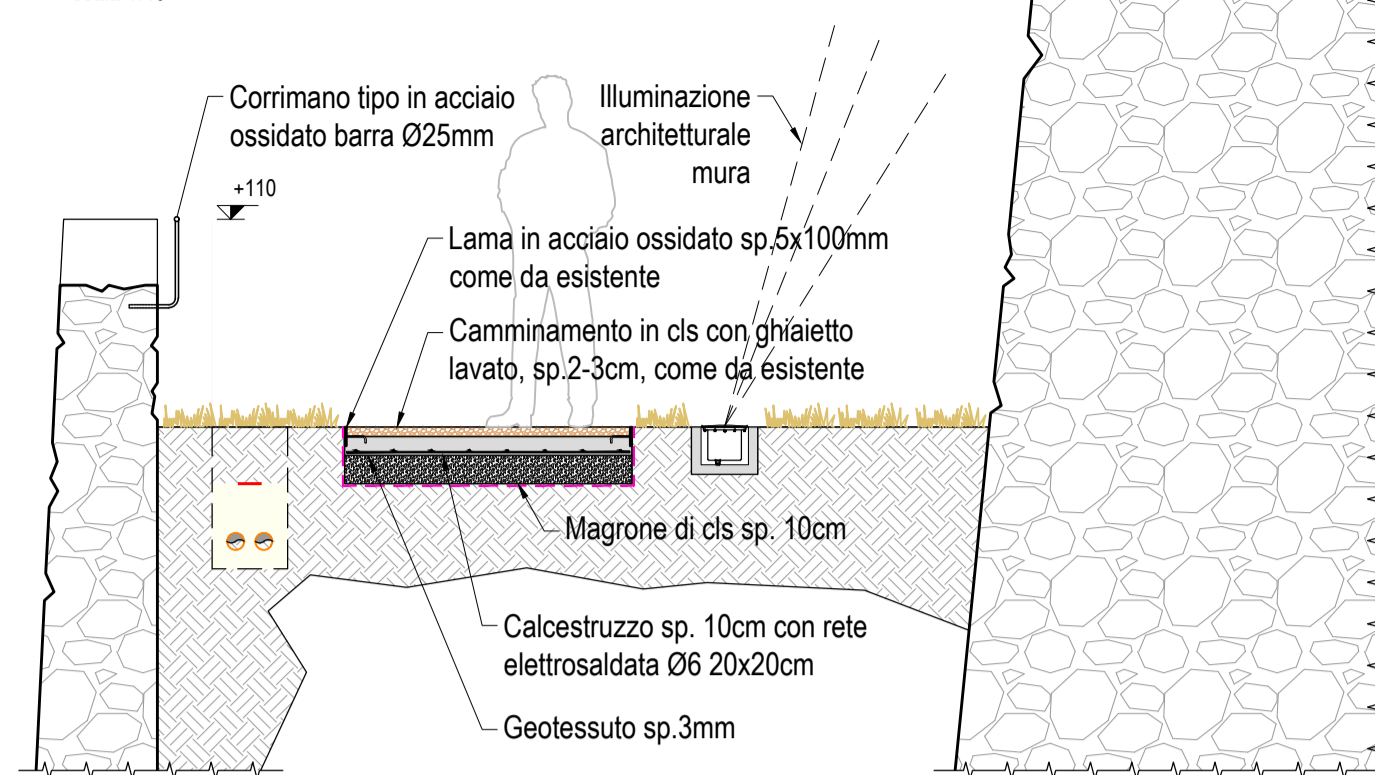 Corrimano tipo in acciaio
ossidato barra Ø25mm
Illuminazione
architetturale
mura
+110
Lama in acciaio ossidato sp.5x100mm
come da esistente
Camminamento in cls con ghiaietto
lavato, sp.2-3cm, come da esistente
Magrone di cls sp. 10cm
Calcestruzzo sp. 10cm con rete
elettrosaldata Ø6 20x20cm
Geotessuto sp.3mm